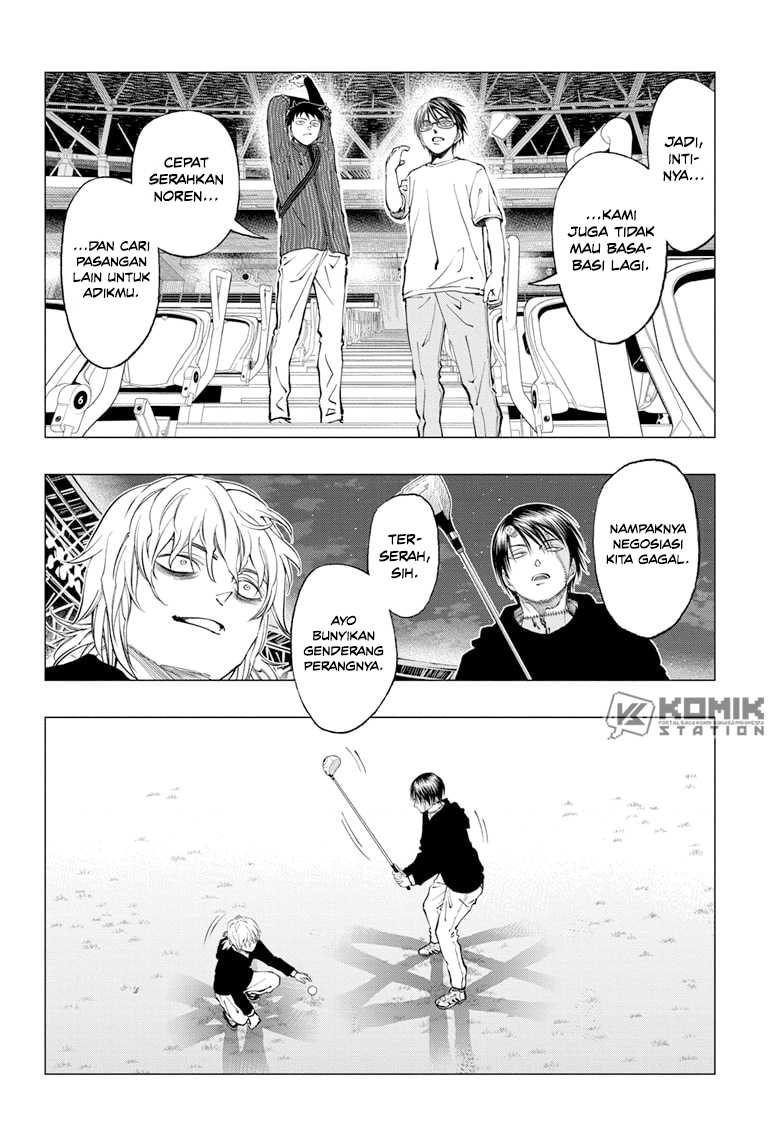 JADI,
INTI-
NYA...
...KAMI
JUGA TIDAK
MAU BASA-
BASI LAGI.
CEPAT
SERAHKAN
NOREN...
...DAN CARI
PASANGAN
LAIN UNTUK
ADIKMU.
6
NAMPAKNYA
NEGOSIASI
KITA GAGAL.
TER-
SERAH,
SIH.
AYO
BUNYIKAN
GENDERANG
PERANGNYA.
KOMIK
STATION